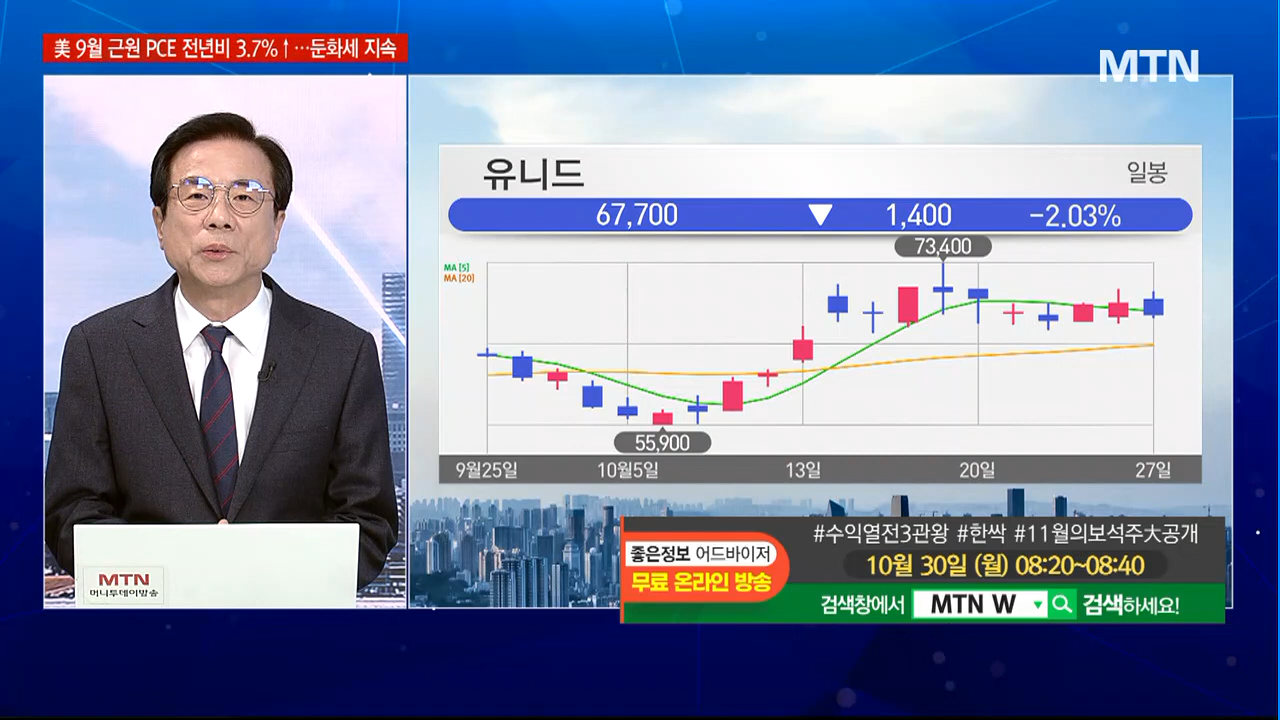 美 9월 근원 PCE 전년비 3.7%↑…둔화세 지속
MTN
유니드
일봉
67,700 ▼ 1,400 -2.03%
73,400
MA [5]
MA [20]
55,900
9월25일 10월5일 13일 20일 27일
#수익열전3관왕 #한싹 #11월의보석주大공개
좋은정보 어드바이저
무료 온라인 방송
10월 30일 (월) 08:20~08:40
검색창에서 MTN W 검색하세요!
MTN
머니투데이방송